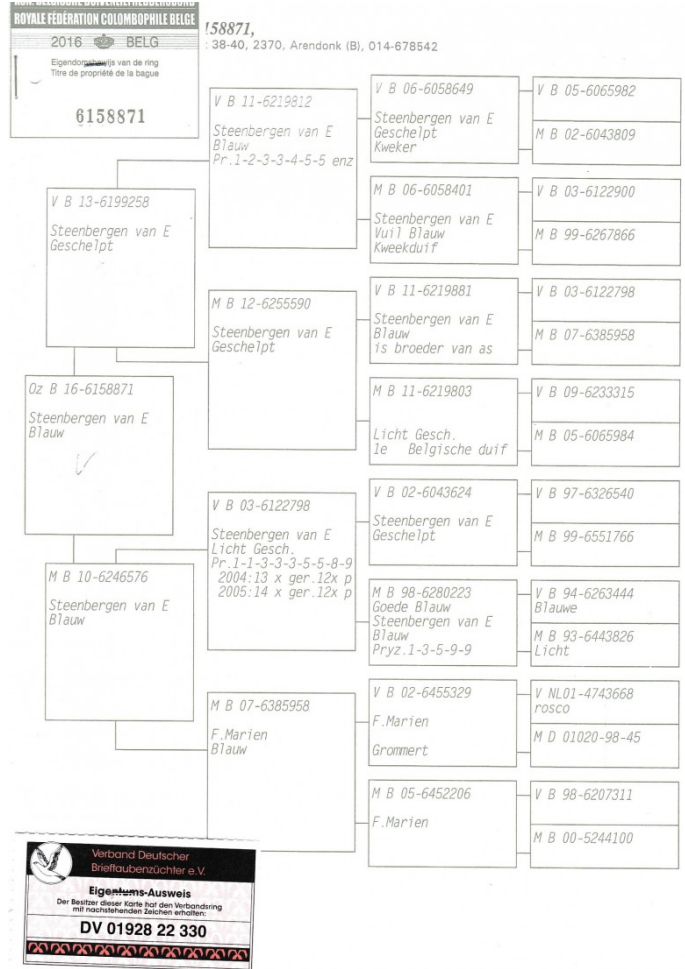 ROYALE FÉDÉRATION COLOMBOPHILE BELGE
2016 BELG
Eigendomsbewijs van de ring
Titre de propriété de la bague
6158871
158871,
38-40, 2370, Arendonk (B), 014-678542
V B 13-6199258
Steenbergen van E
Geschelpt
Oz B 16-6158871
Steenbergen van E
Blauw
M B 10-6246576
Steenbergen van E
Blauw
V B 11-6219812
Steenbergen van E
Blauw
Pr.1-2-3-3-4-5-5 enz
M B 12-6255590
Steenbergen van E
Geschelpt
V B 03-6122798
Steenbergen van E
Licht Gesch.
Pr.1-1-3-3-3-5-5-8-9
2004:13 x ger.12x p
2005:14 x ger.12x p
M B 07-6385958
F.Marien
Blauw
V B 06-6058649
Steenbergen van E
Geschelpt
Kweker
M B 06-6058401
Steenbergen van E
Vuil Blauw
Kweekduif
V B 11-6219881
Steenbergen van E
Blauw
is broeder van as
M B 11-6219803
Licht Gesch.
1e Belgische duif
V B 02-6043624
Steenbergen van E
Geschelpt
M B 98-6280223
Goede Blauw
Steenbergen van E
Blauw
Pryz.1-3-5-9-9
V B 02-6455329
F.Marien
Grommert
M B 05-6452206
F.Marien
V B 05-6065982
M B 02-6043809
V B 03-6122900
M B 99-6267866
V B 03-6122798
M B 07-6385958
V B 09-6233315
M B 05-6065984
V B 97-6326540
M B 99-6551766
V B 94-6263444
Blauwe
M B 93-6443826
Licht
V NL01-4743668
rosco
M D 01020-98-45
V B 98-6207311
M B 00-5244100
Verband Deutscher
Brieftaubenzüchter e.V.
Eigentums-Ausweis
Der Besitzer dieser Karte hat den Verbandsring
mit nachstehenden Zeichen erhalten:
DV 01928 22 330